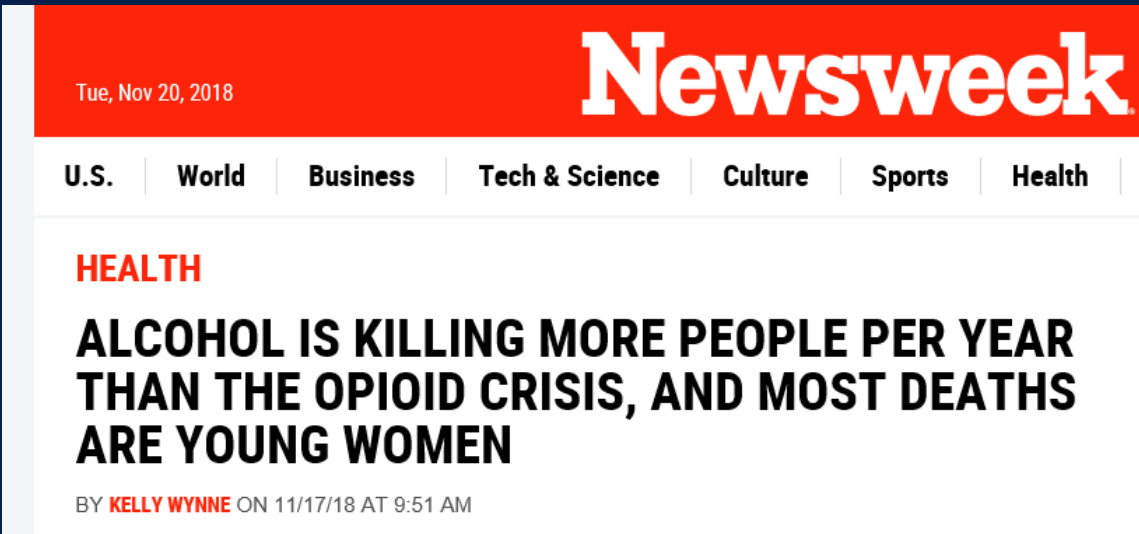 Tue, Nov 20, 2018
Newsweek
U.S. World Business Tech & Science Culture Sports Health
HEALTH
ALCOHOL IS KILLING MORE PEOPLE PER YEAR
THAN THE OPIOID CRISIS, AND MOST DEATHS
ARE YOUNG WOMEN
BY KELLY WYNNE ON 11/17/18 AT 9:51 AM